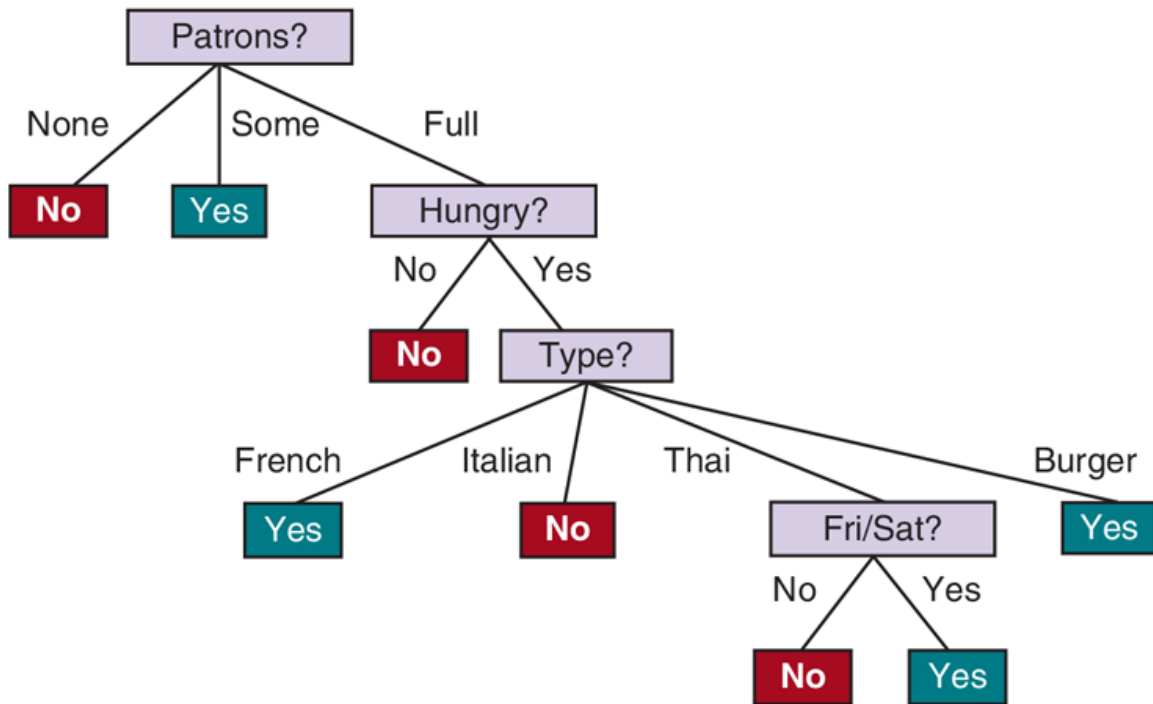 Patrons?
None Some Full
No Yes Hungry?
No Yes
No Type?
French Italian Thai Burger
Yes No Fri/Sat? Yes
No Yes
No Yes